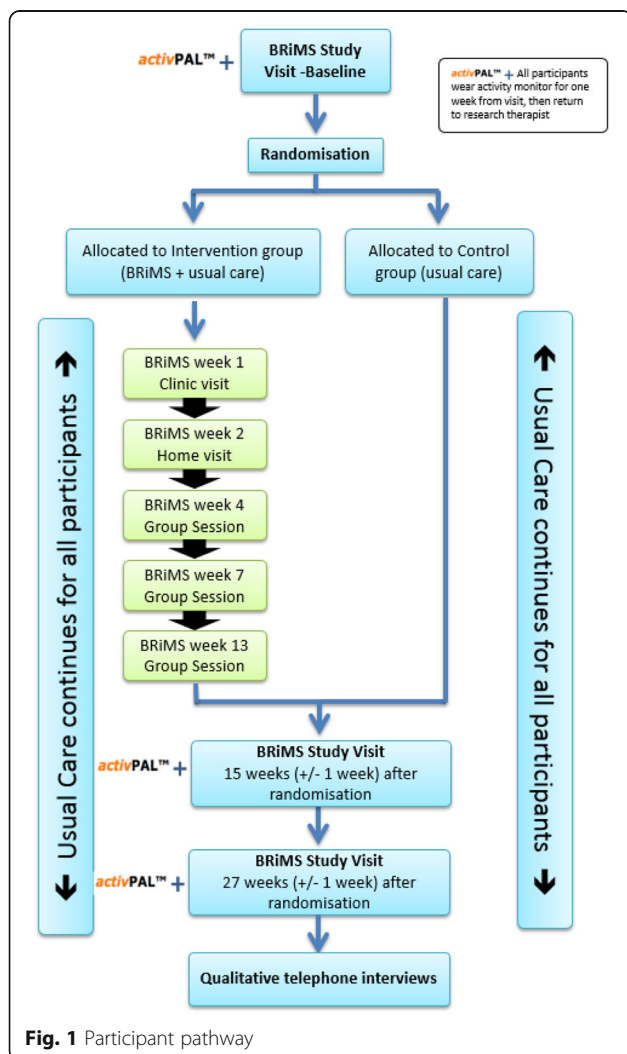 activPAL™ +
BRiMS Study
Visit -Baseline
activPAL™ + All participants
wear activity monitor for one
week from visit, then return
to research therapist
Randomisation
Allocated to Intervention group
(BRiMS + usual care)
Allocated to Control
group (usual care)
Usual Care continues for all participants
BRiMS week 1
Clinic visit
BRiMS week 2
Home visit
BRiMS week 4
Group Session
BRiMS week 7
Group Session
BRiMS week 13
Group Session
Usual Care continues for all participants
activPAL™ +
BRiMS Study Visit
15 weeks (+/- 1 week) after
randomisation
activPAL™ +
BRiMS Study Visit
27 weeks (+/- 1 week) after
randomisation
Qualitative telephone interviews
Fig. 1 Participant pathway